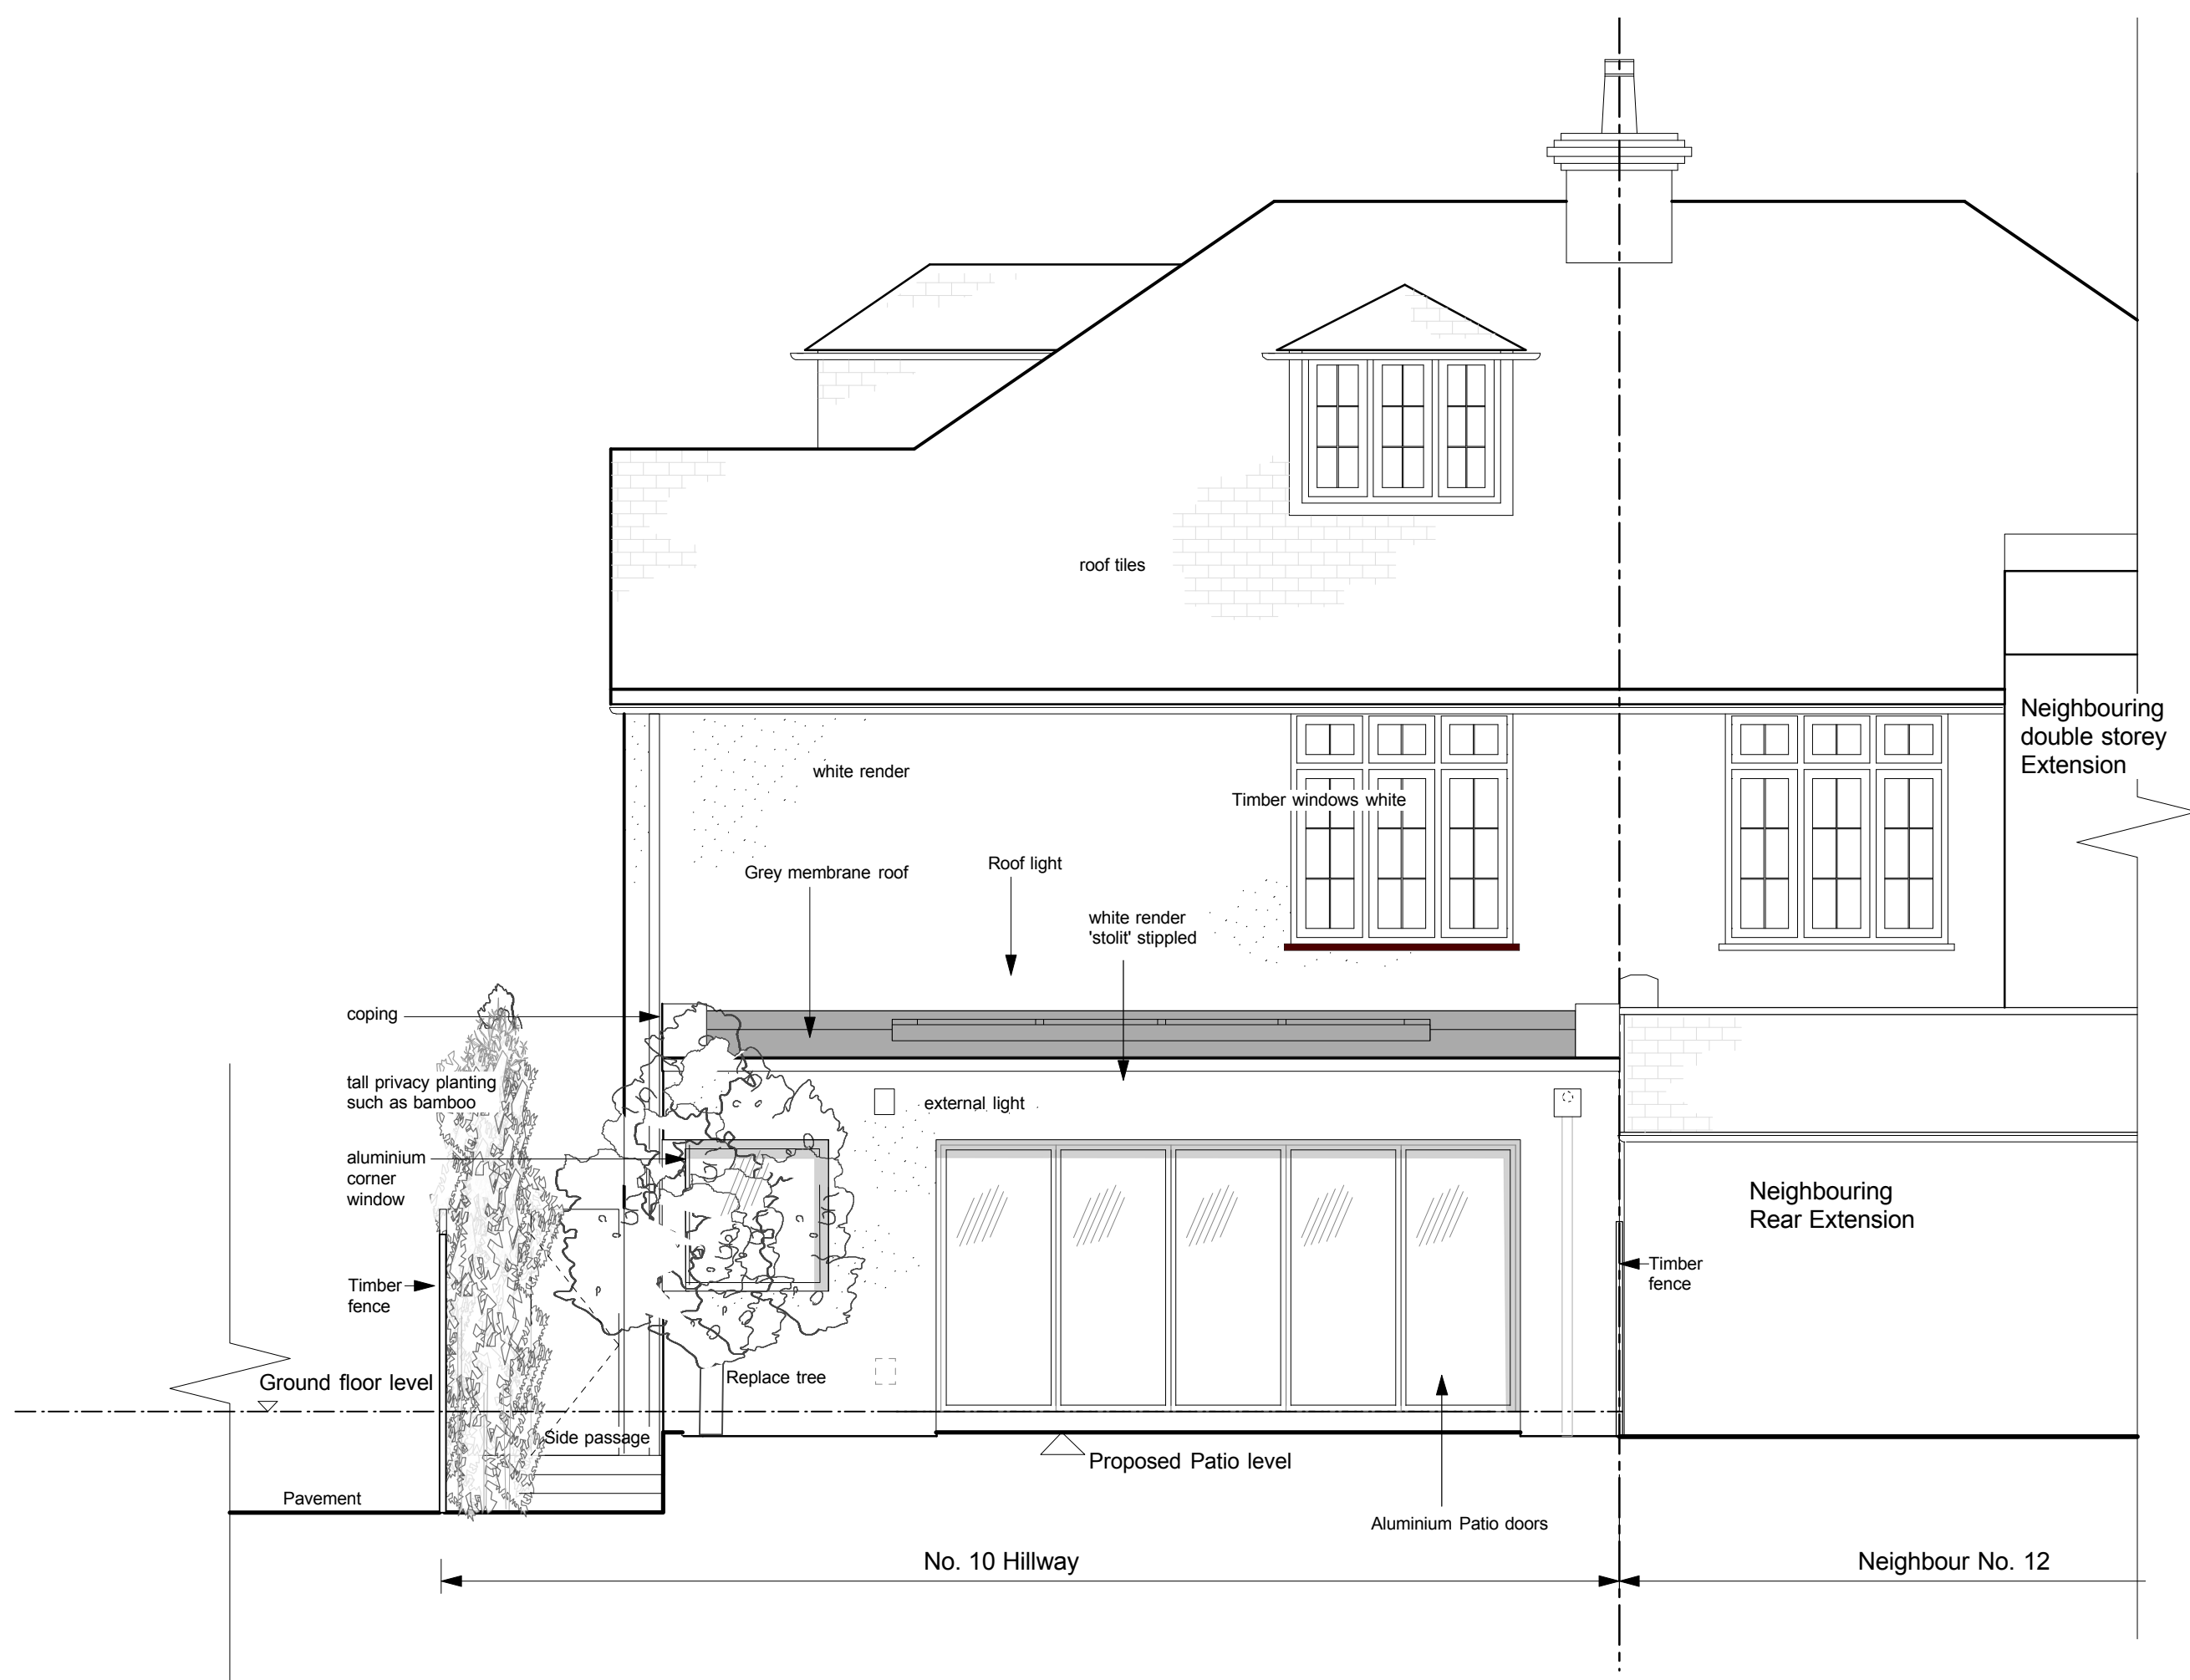 roof tiles
Neighbouring
double storey
Extension
white render
Timber windows white
Grey membrane roof
Roof light
white render
'stolit' stippled
coping
tall privacy planting
such as bamboo
external light
aluminium
corner
window
Neighbouring
Rear Extension
Timber
fence
Timber
fence
Replace tree
Ground floor level
Side passage
Proposed Patio level
Pavement
Aluminium Patio doors
No. 10 Hillway
Neighbour No. 12